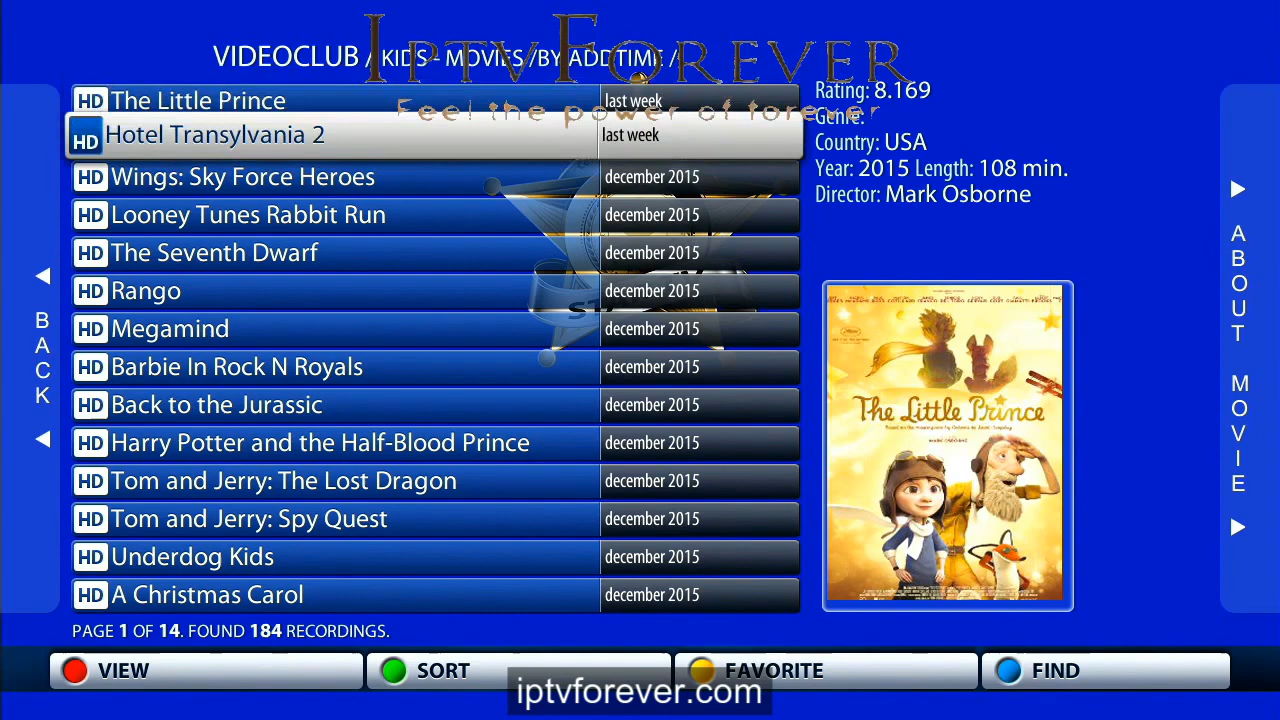 IptvForever
VIDEOCLUB / KIDS - MOVIES /BY ADDTIME /
Feel the power of forever
HD The Little Prince last week
HD Hotel Transylvania 2 last week
HD Wings: Sky Force Heroes december 2015
HD Looney Tunes Rabbit Run december 2015
HD The Seventh Dwarf december 2015
HD Rango december 2015
HD Megamind december 2015
HD Barbie In Rock N Royals december 2015
HD Back to the Jurassic december 2015
HD Harry Potter and the Half-Blood Prince december 2015
HD Tom and Jerry: The Lost Dragon december 2015
HD Tom and Jerry: Spy Quest december 2015
HD Underdog Kids december 2015
HD A Christmas Carol december 2015
PAGE 1 OF 14. FOUND 184 RECORDINGS.
Rating: 8.169
Genre:
Country: USA
Year: 2015 Length: 108 min.
Director: Mark Osborne
The Little Prince
BACK
ABOUT MOVIE
VIEW
SORT
FAVORITE
FIND
iptvforever.com